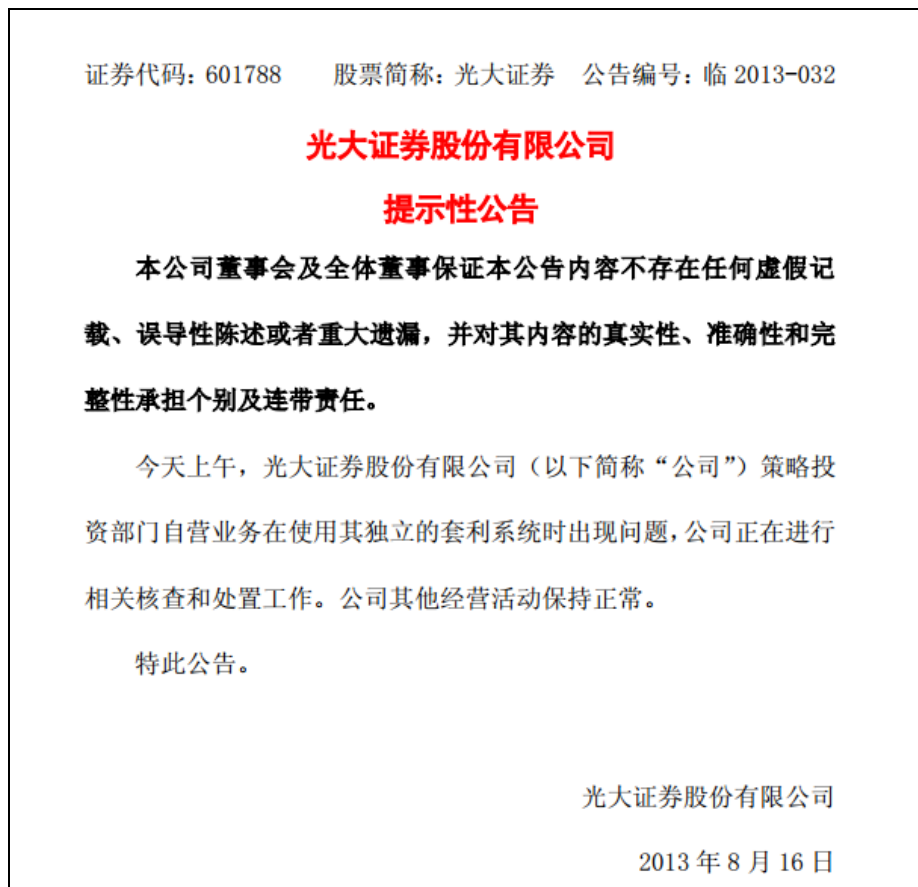 证券代码：601788 股票简称：光大证券 公告编号：临 2013-032
光大证券股份有限公司
提示性公告
本公司董事会及全体董事保证本公告内容不存在任何虚假记
载、误导性陈述或者重大遗漏，并对其内容的真实性、准确性和完
整性承担个别及连带责任。
今天上午，光大证券股份有限公司（以下简称“公司”）策略投
资部门自营业务在使用其独立的套利系统时出现问题,公司正在进行
相关核查和处置工作。公司其他经营活动保持正常。
特此公告。
光大证券股份有限公司
2013 年 8 月 16 日